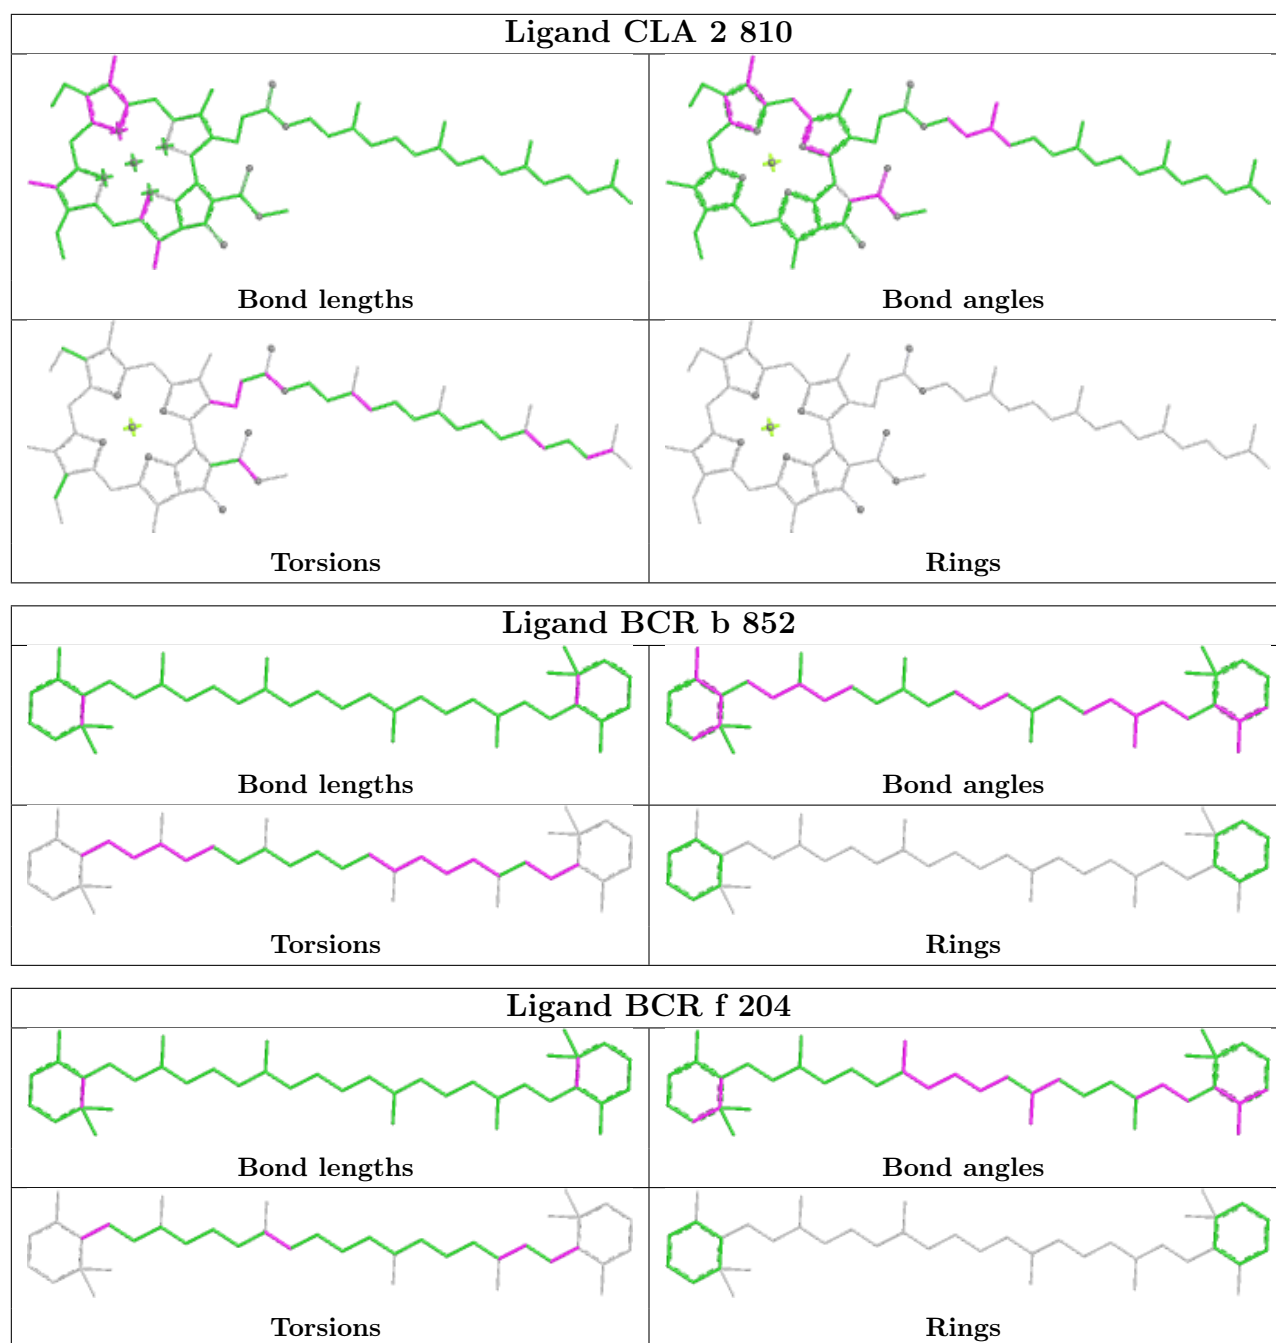 Ligand CLA 2 810
Bond lengths
Bond angles
Torsions
Rings
Ligand BCR b 852
Bond lengths
Bond angles
Torsions
Rings
Ligand BCR f 204
Bond lengths
Bond angles
Torsions
Rings